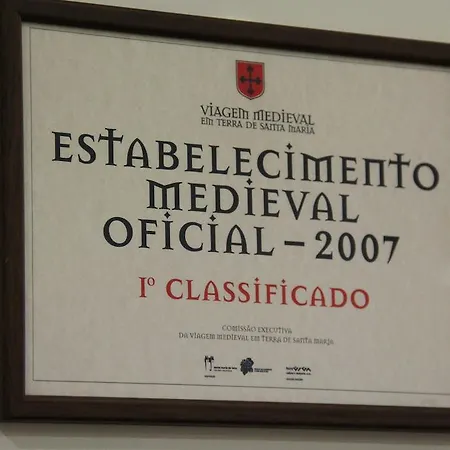 VIAGEM MEDIEVAL
EM TERRA DE SANTA MARIA
ESTABELECIMENTO
MEDIEVAL
OFICIAL – 2007
Iº CLASSIFICADO
COMISSÃO EXECUTIVA
DA VIAGEM MEDIEVAL EM TERRA DE SANTA MARIA